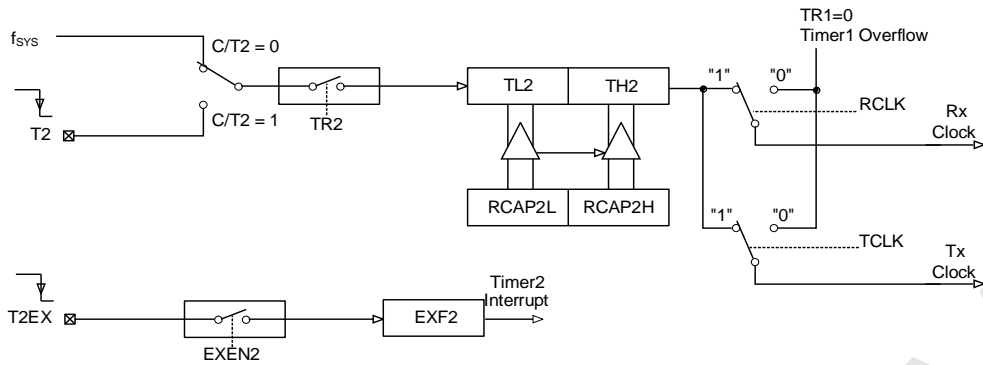 TR1=0
Timer1 Overflow
fSYS
C/T2 = 0
T2
C/T2 = 1
TR2
TL2
TH2
"1"
"0"
RCLK
Rx
Clock
RCAP2L
RCAP2H
"1"
"0"
TCLK
Tx
Clock
T2EX
EXEN2
EXF2
Timer2
Interrupt